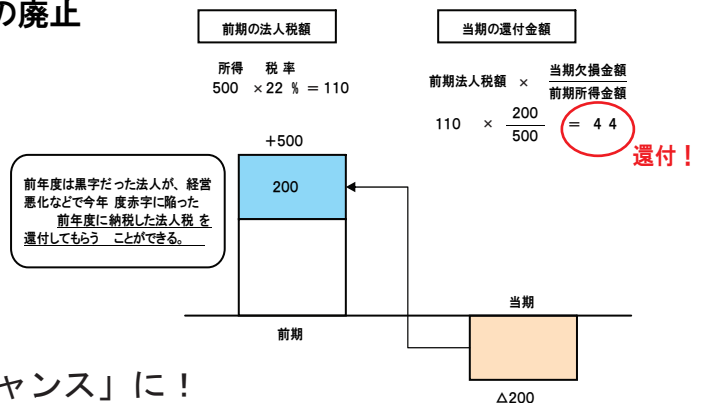 の廃止
前期の法人税額
所得 税 率
500 ×22 % = 110
+500
200
前期
当期の還付金額
前期法人税額 × 当期欠損金額
前期所得金額
110 × 200
500
= 4 4
還付!
前年度は黒字だった法人が、経営
悪化などで今年 度赤字に陥った
前年度に納税した法人税 を
還付してもらう ことができる。
当期
△200
ャンス」に!